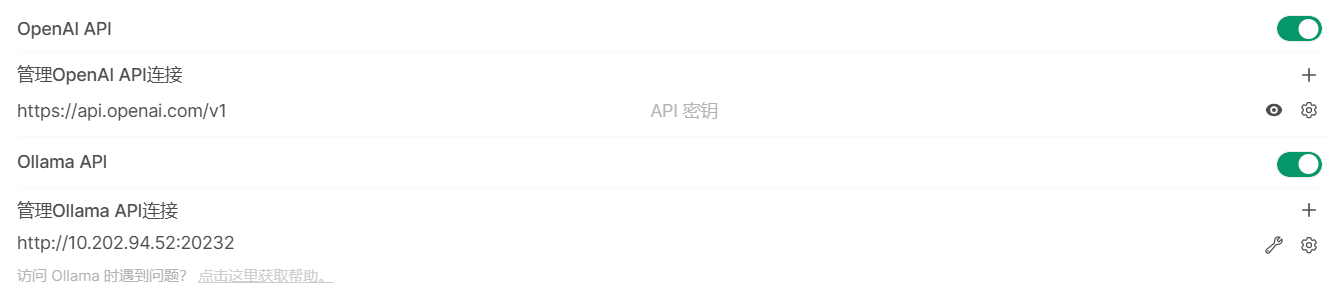 OpenAI API
管理OpenAI API连接
https://api.openai.com/v1 API 密钥
Ollama API
管理Ollama API连接
http://10.202.94.52:20232
访问 Ollama 时遇到问题? 点击这里获取帮助。